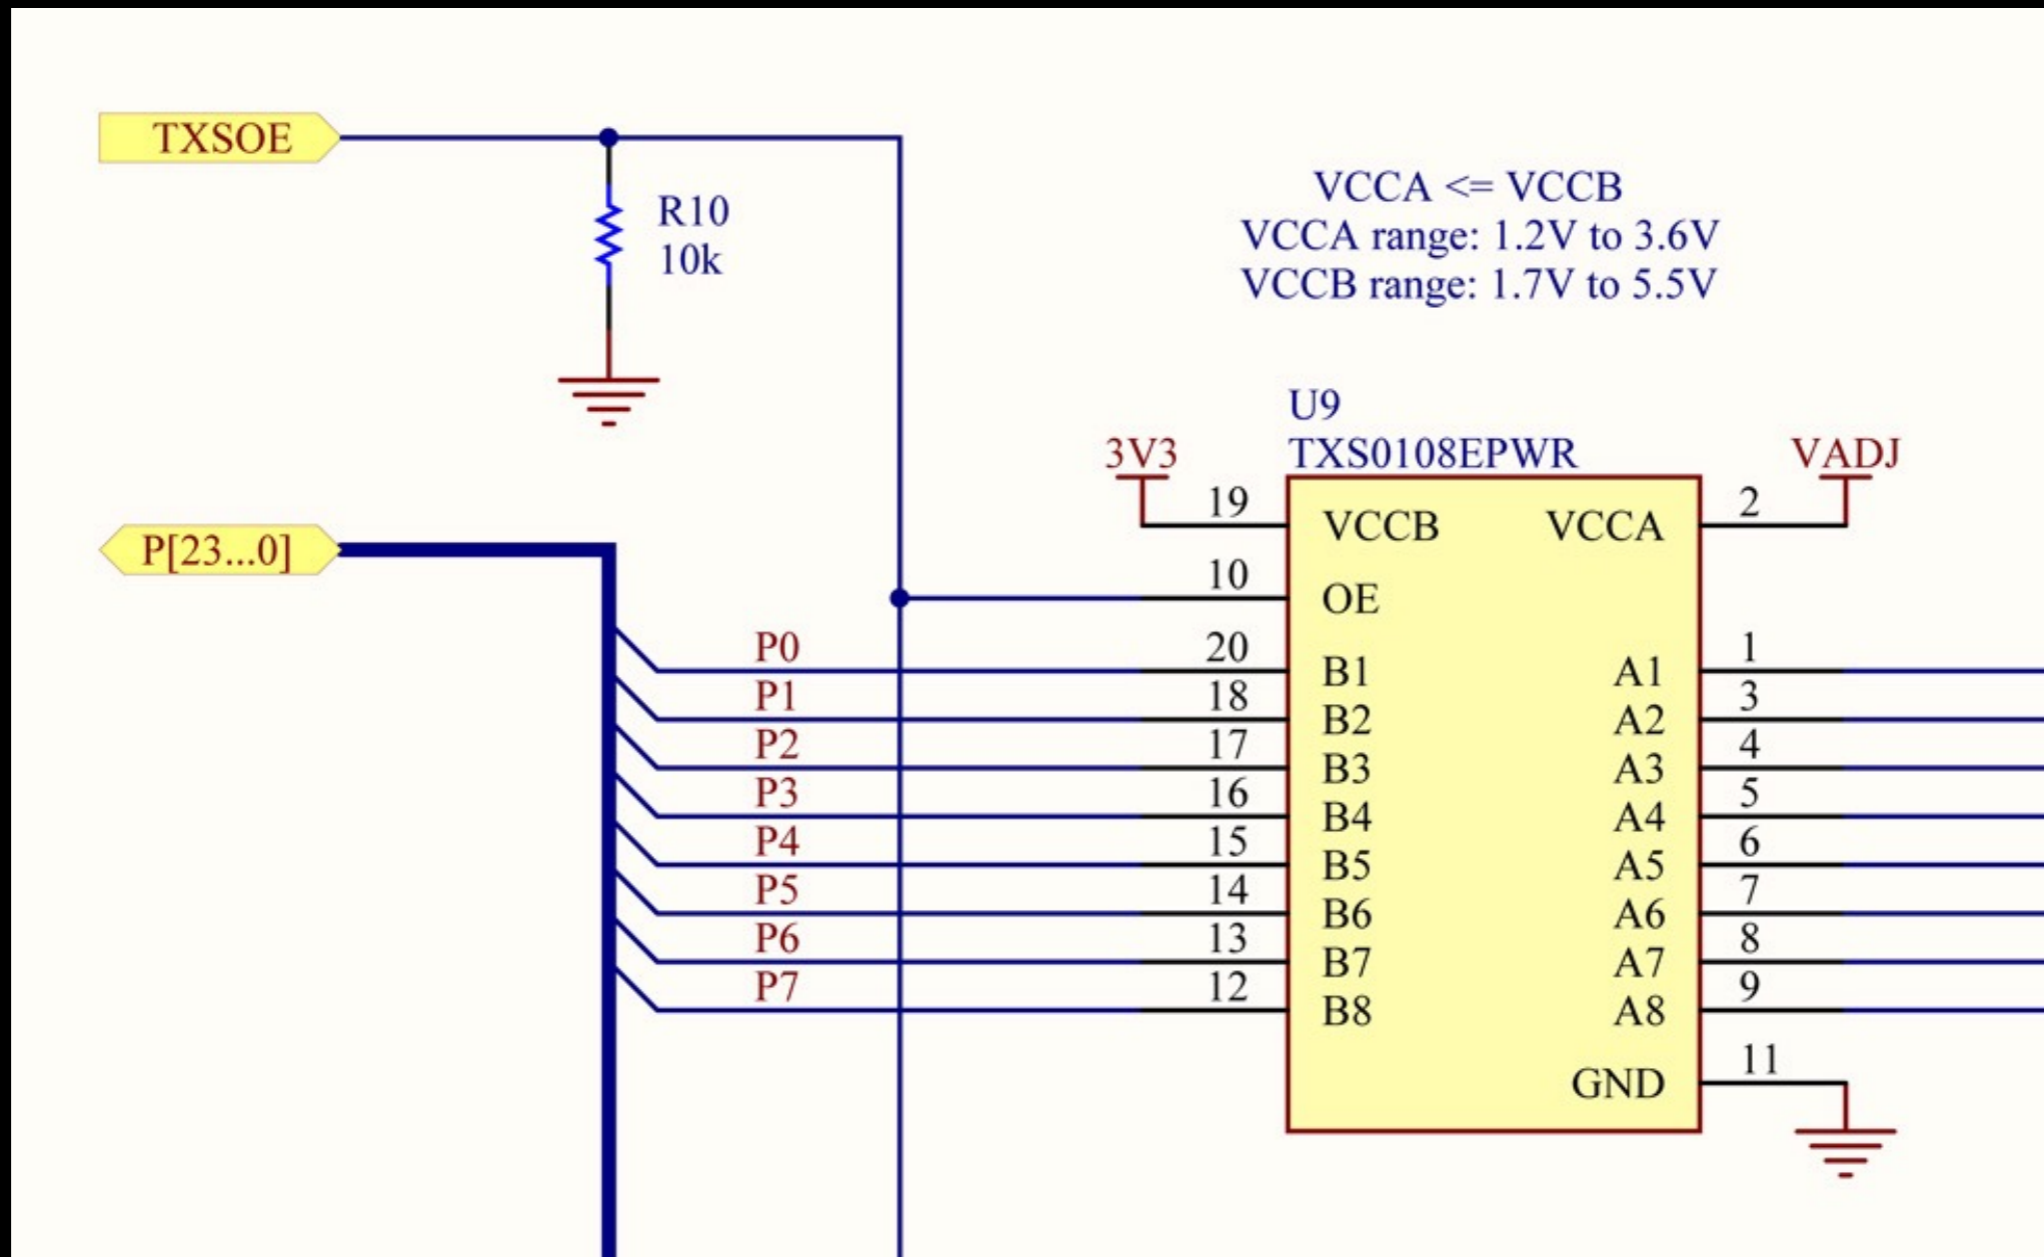 TXSOE
R10
10k
VCCA <= VCCB
VCCA range: 1.2V to 3.6V
VCCB range: 1.7V to 5.5V
U9
TXS0108EPWR
3V3
VADJ
19
VCCB
VCCA
2
10
OE
P[23...0]
P0
20
B1
A1
1
P1
18
B2
A2
3
P2
17
B3
A3
4
P3
16
B4
A4
5
P4
15
B5
A5
6
P5
14
B6
A6
7
P6
13
B7
A7
8
P7
12
B8
A8
9
GND
11